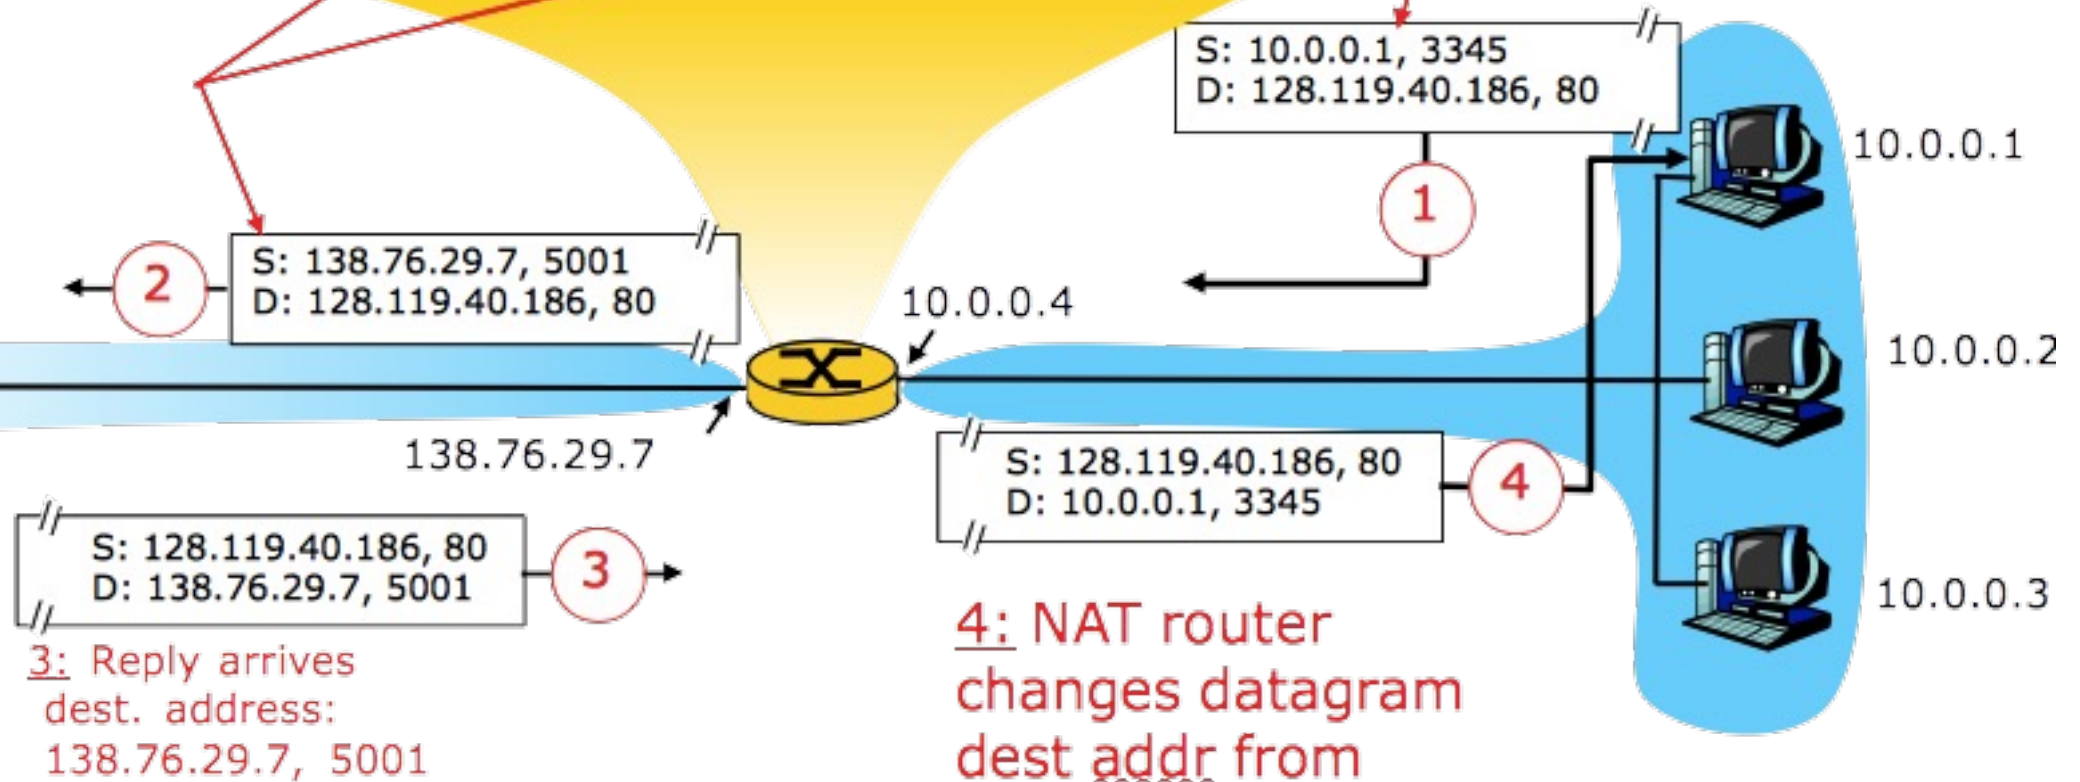 S: 10.0.0.1, 3345
D: 128.119.40.186, 80
10.0.0.1
1
S: 138.76.29.7, 5001
D: 128.119.40.186, 80
2
10.0.0.4
10.0.0.2
138.76.29.7
S: 128.119.40.186, 80
D: 10.0.0.1, 3345
4
S: 128.119.40.186, 80
D: 138.76.29.7, 5001
3
10.0.0.3
3: Reply arrives
dest. address:
138.76.29.7, 5001
4: NAT router
changes datagram
dest addr from